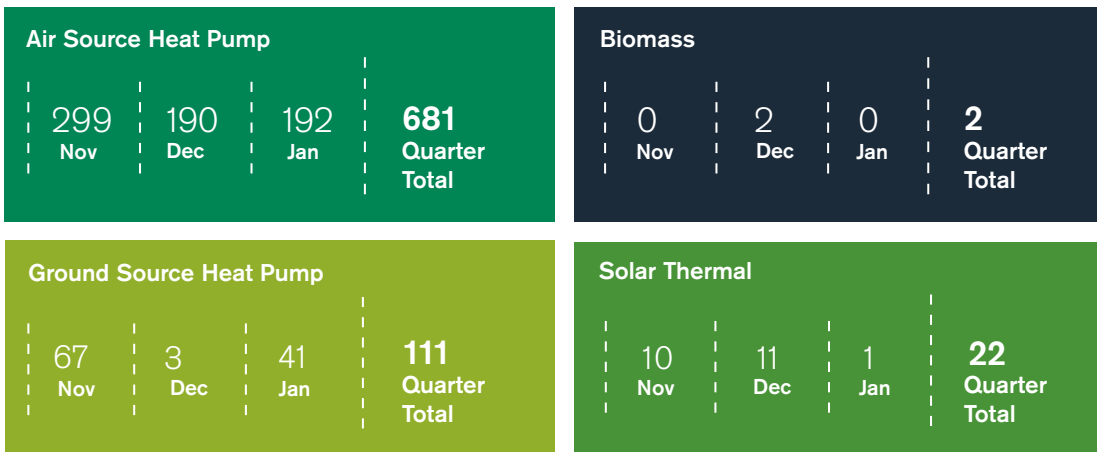 Air Source Heat Pump
299 190 192 681
Nov Dec Jan Quarter
Total
Biomass
0 2 0 2
Nov Dec Jan Quarter
Total
Ground Source Heat Pump
67 3 41 111
Nov Dec Jan Quarter
Total
Solar Thermal
10 11 1 22
Nov Dec Jan Quarter
Total